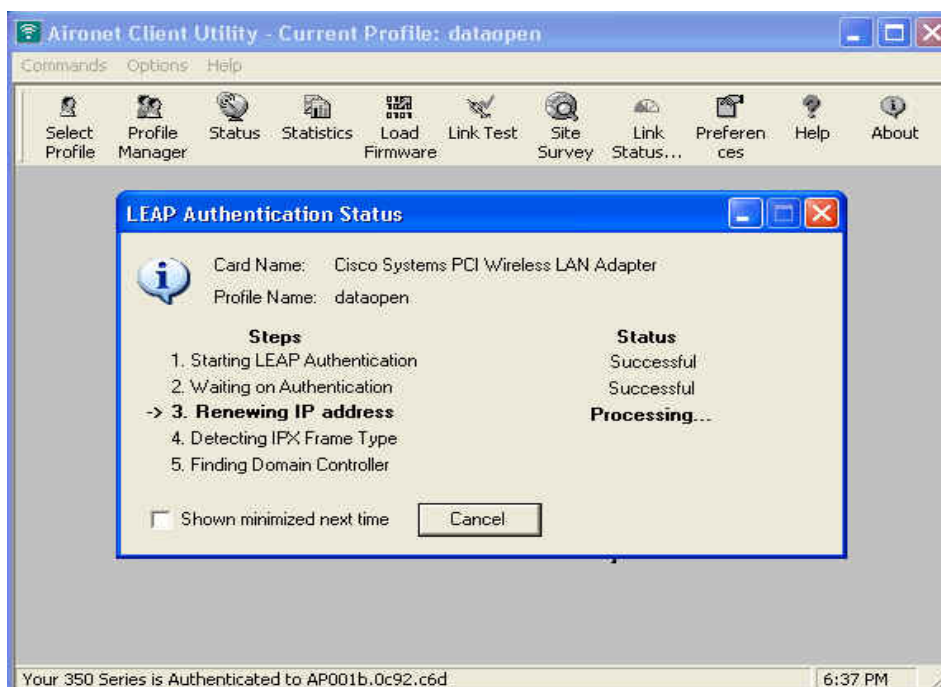 Aironet Client Utility - Current Profile: dataopen
Commands Options Help
Select Profile
Profile Manager
Status
Statistics
Load Firmware
Link Test
Site Survey
Link Status...
Preferen ces
Help
About
LEAP Authentication Status
Card Name: Cisco Systems PCI Wireless LAN Adapter
Profile Name: dataopen
Steps Status
1. Starting LEAP Authentication Successful
2. Waiting on Authentication Successful
-> 3. Renewing IP address Processing...
4. Detecting IPX Frame Type
5. Finding Domain Controller
Shown minimized next time
Cancel
Your 350 Series is Authenticated to AP001b.0c92.c6d
6:37 PM